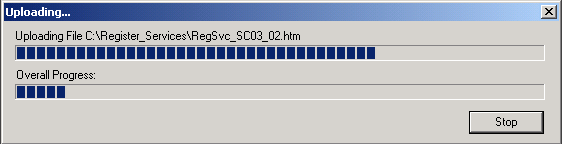 Uploading...
Uploading File C:\Register_Services\RegSvc_SC03_02.htm
Overall Progress:
Stop